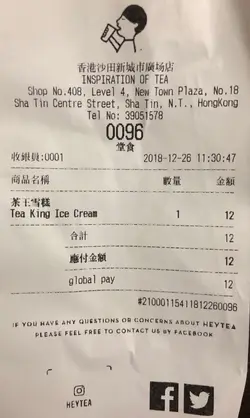 香港沙田新城市廣场店
INSPIRATION OF TEA
Shop No.408, Level 4, New Town Plaza, No.18
Sha Tin Centre Street, Sha Tin, N.T., HongKong
Tel No: 39051578
0096
堂食
收銀員:0001 2018-12-26 11:30:47
商品名稱 數量 金額
茶王雪糕
Tea King Ice Cream 1 12
合計 12
應付金額 12
global pay 12
#21000115411812260096
IF YOU HAVE ANY QUESTIONS OR CONCERNS ABOUT HEYTEA
PLEASE FEEL FREE TO CONTACT US BY FACEBOOK
HEYTEA